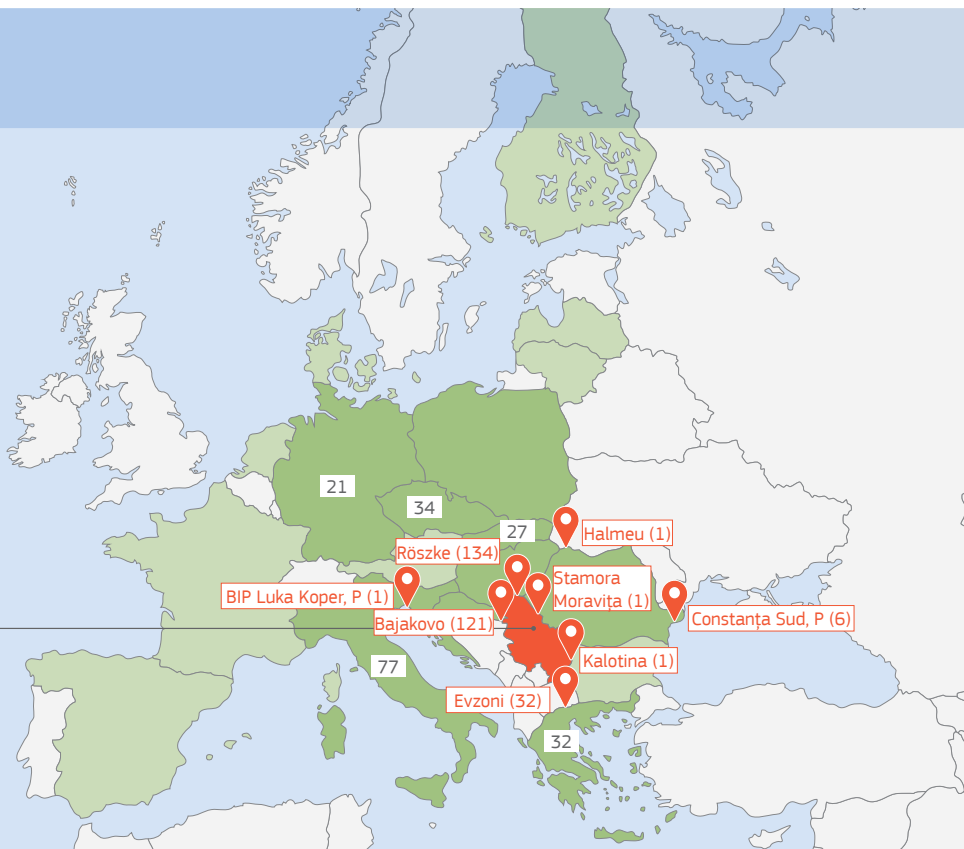 21
34
27
Halmeu (1)
Röszke (134)
Stamora
Moravița (1)
BIP Luka Koper, P (1)
Constanța Sud, P (6)
Bajakovo (121)
Kalotina (1)
77
Evzoni (32)
32